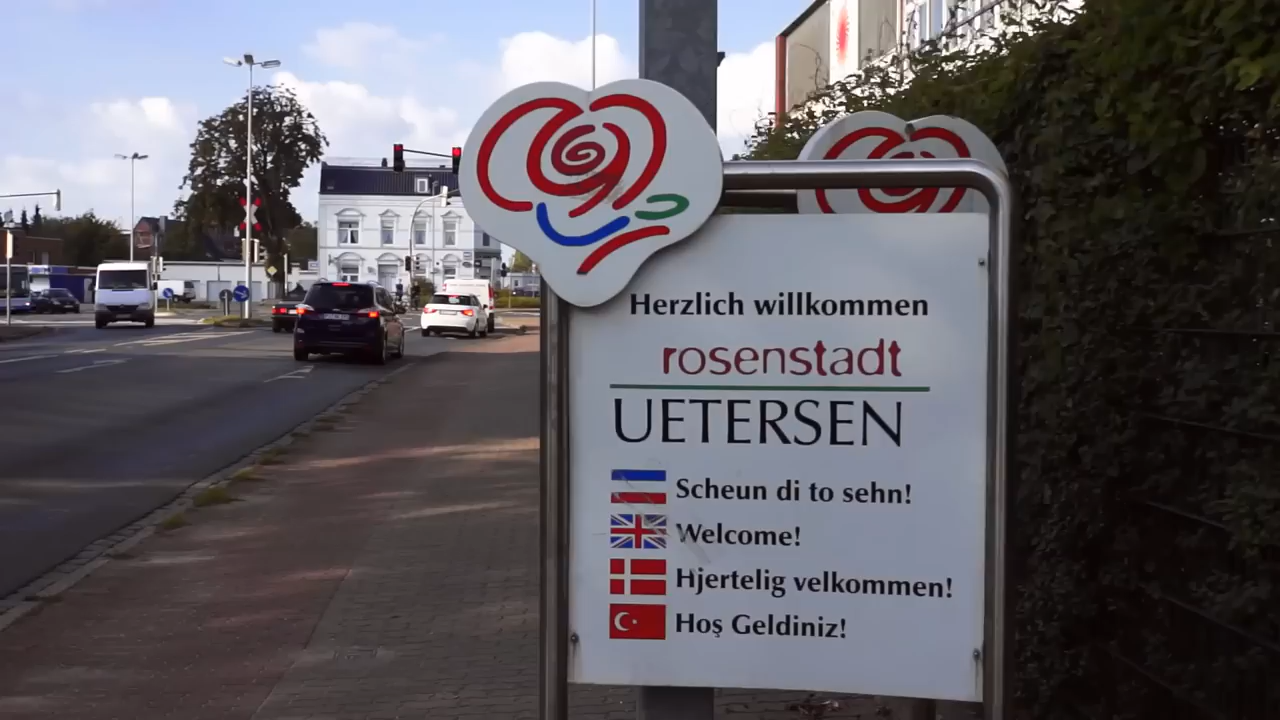 Herzlich willkommen
rosenstadt
UETERSEN
Scheun di to sehn!
Welcome!
Hjertelig velkommen!
Hoş Geldiniz!